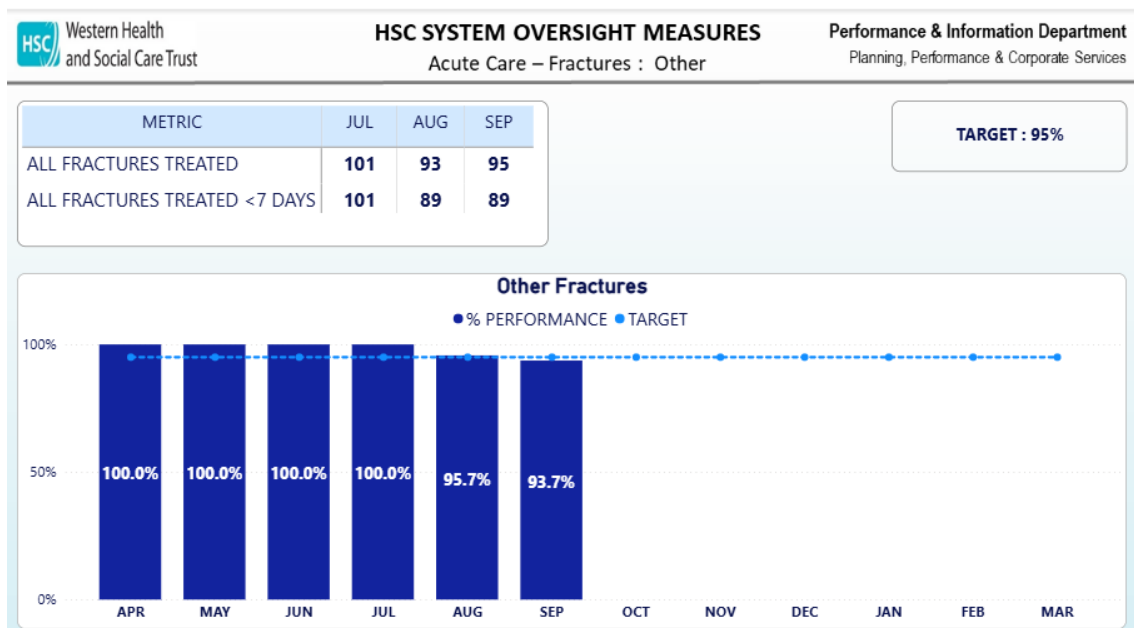 HSC Western Health
and Social Care Trust
HSC SYSTEM OVERSIGHT MEASURES
Acute Care – Fractures : Other
Performance & Information Department
Planning, Performance & Corporate Services
METRIC JUL AUG SEP
ALL FRACTURES TREATED 101 93 95
ALL FRACTURES TREATED <7 DAYS 101 89 89
TARGET : 95%
Other Fractures
% PERFORMANCE TARGET
100%
50%
0%
100.0% 100.0% 100.0% 100.0% 95.7% 93.7%
APR MAY JUN JUL AUG SEP OCT NOV DEC JAN FEB MAR